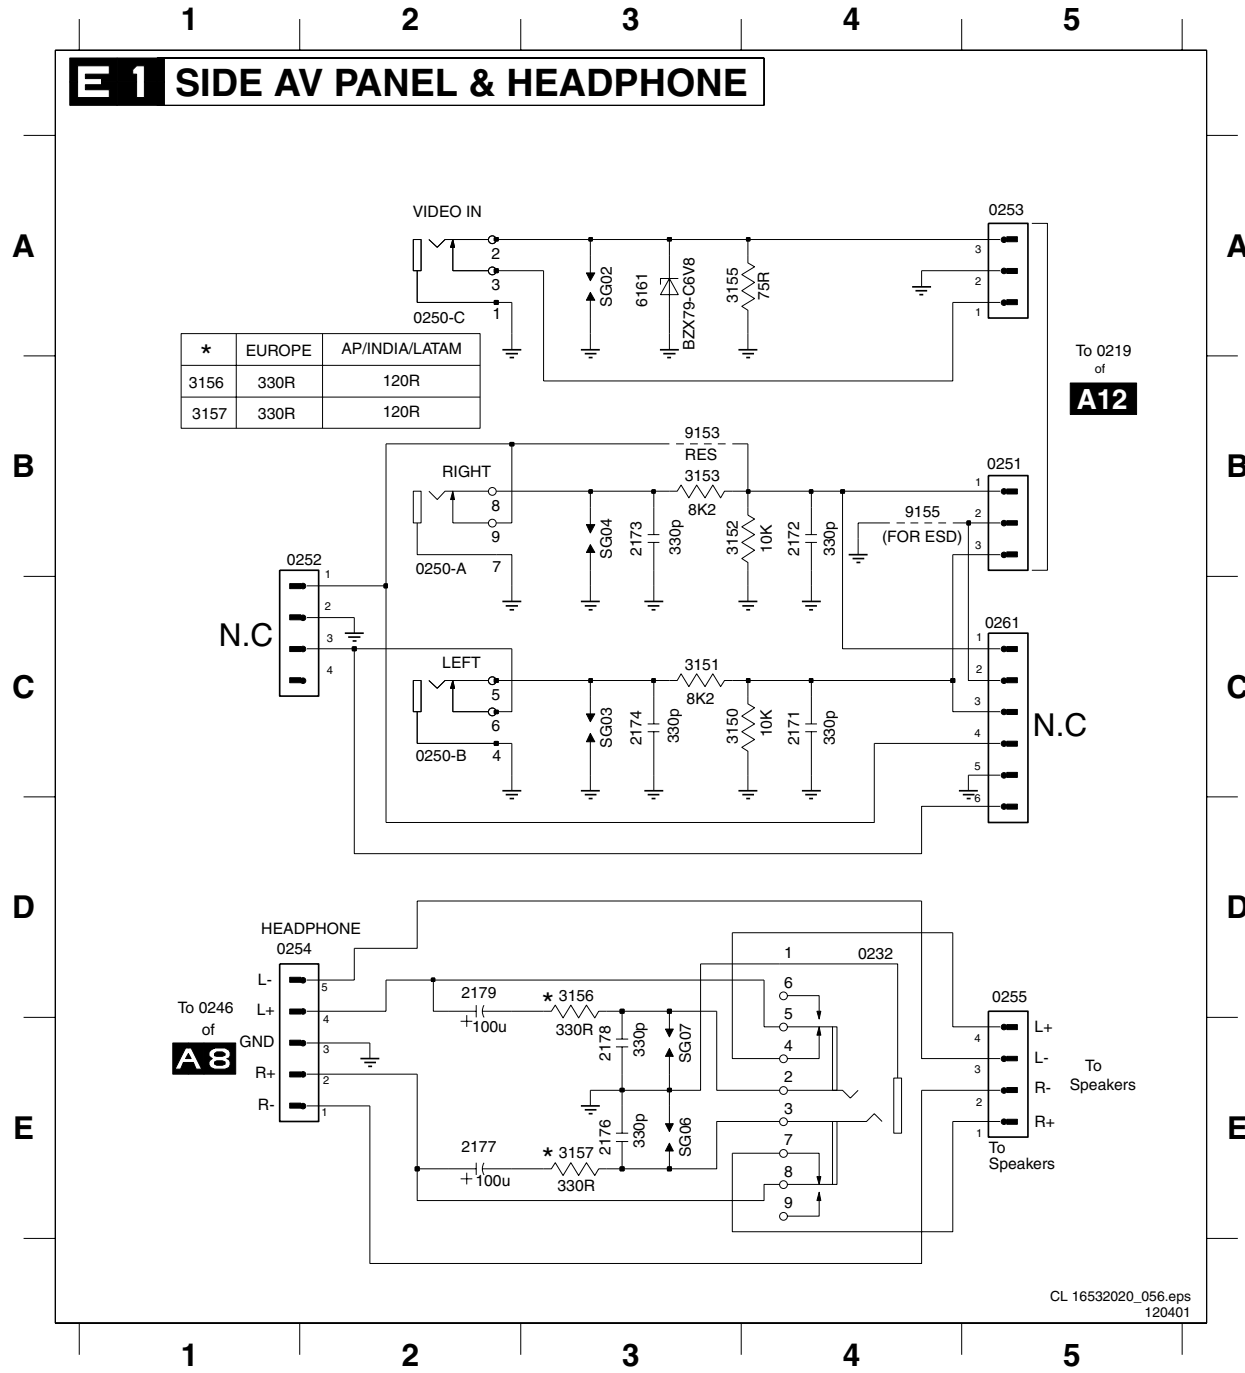 1 2 3 4 5
E 1 SIDE AV PANEL & HEADPHONE
A A
VIDEO IN
2
3
1
0250-C
SG02
6161
BZX79-C6V8
3155
75R
0253
3
2
1
* EUROPE AP/INDIA/LATAM
3156 330R 120R
3157 330R 120R
To 0219
of
A12
B B
9153
RES
RIGHT
8
9
7
0250-A
SG04
2173
330p
3153
8K2
3152
10K
2172
330p
9155
(FOR ESD)
0251
1
2
3
0252
1
2
3
4
N.C
C C
LEFT
5
6
4
0250-B
SG03
2174
330p
3151
8K2
3150
10K
2171
330p
0261
1
2
3
4
5
6
N.C
D D
HEADPHONE
0254
L- 5
L+ 4
GND 3
R+ 2
R- 1
To 0246
of
A 8
2179
+100u
* 3156
330R
2178
330p
SG07
2177
+100u
* 3157
330R
2176
330p
SG06
1 0232
6
5
4
2
3
7
8
9
0255
4 L+
3 L-
2 R-
1 R+
To
Speakers
To
Speakers
E E
CL 16532020_056.eps
120401
1 2 3 4 5